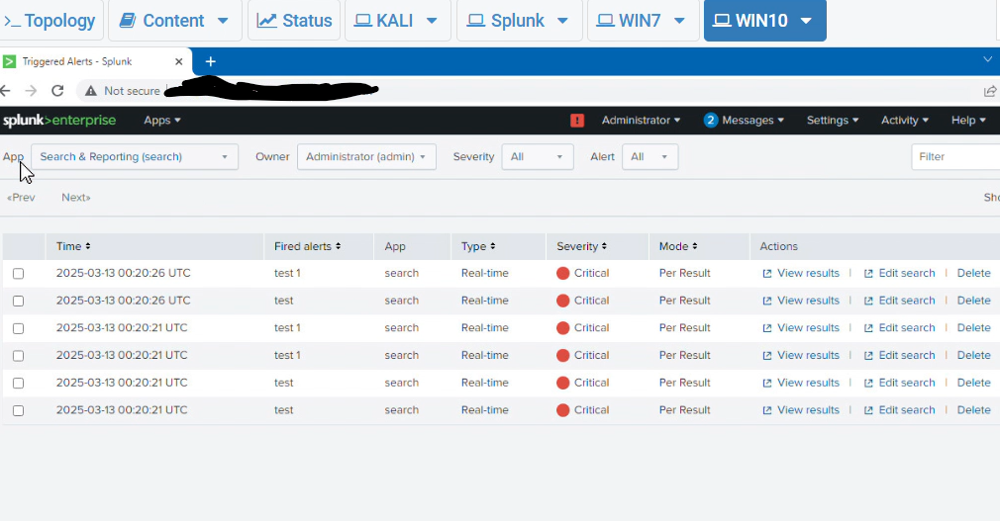 >_ Topology Content Status KALI Splunk WIN7 WIN10
Triggered Alerts - Splunk
Not secure
splunk>enterprise Apps Administrator 2 Messages Settings Activity Help
App Search & Reporting (search) Owner Administrator (admin) Severity All Alert All Filter
«Prev Next» Sho
Time Fired alerts App Type Severity Mode Actions
2025-03-13 00:20:26 UTC test 1 search Real-time Critical Per Result View results | Edit search | Delete
2025-03-13 00:20:26 UTC test search Real-time Critical Per Result View results | Edit search | Delete
2025-03-13 00:20:21 UTC test 1 search Real-time Critical Per Result View results | Edit search | Delete
2025-03-13 00:20:21 UTC test 1 search Real-time Critical Per Result View results | Edit search | Delete
2025-03-13 00:20:21 UTC test search Real-time Critical Per Result View results | Edit search | Delete
2025-03-13 00:20:21 UTC test search Real-time Critical Per Result View results | Edit search | Delete